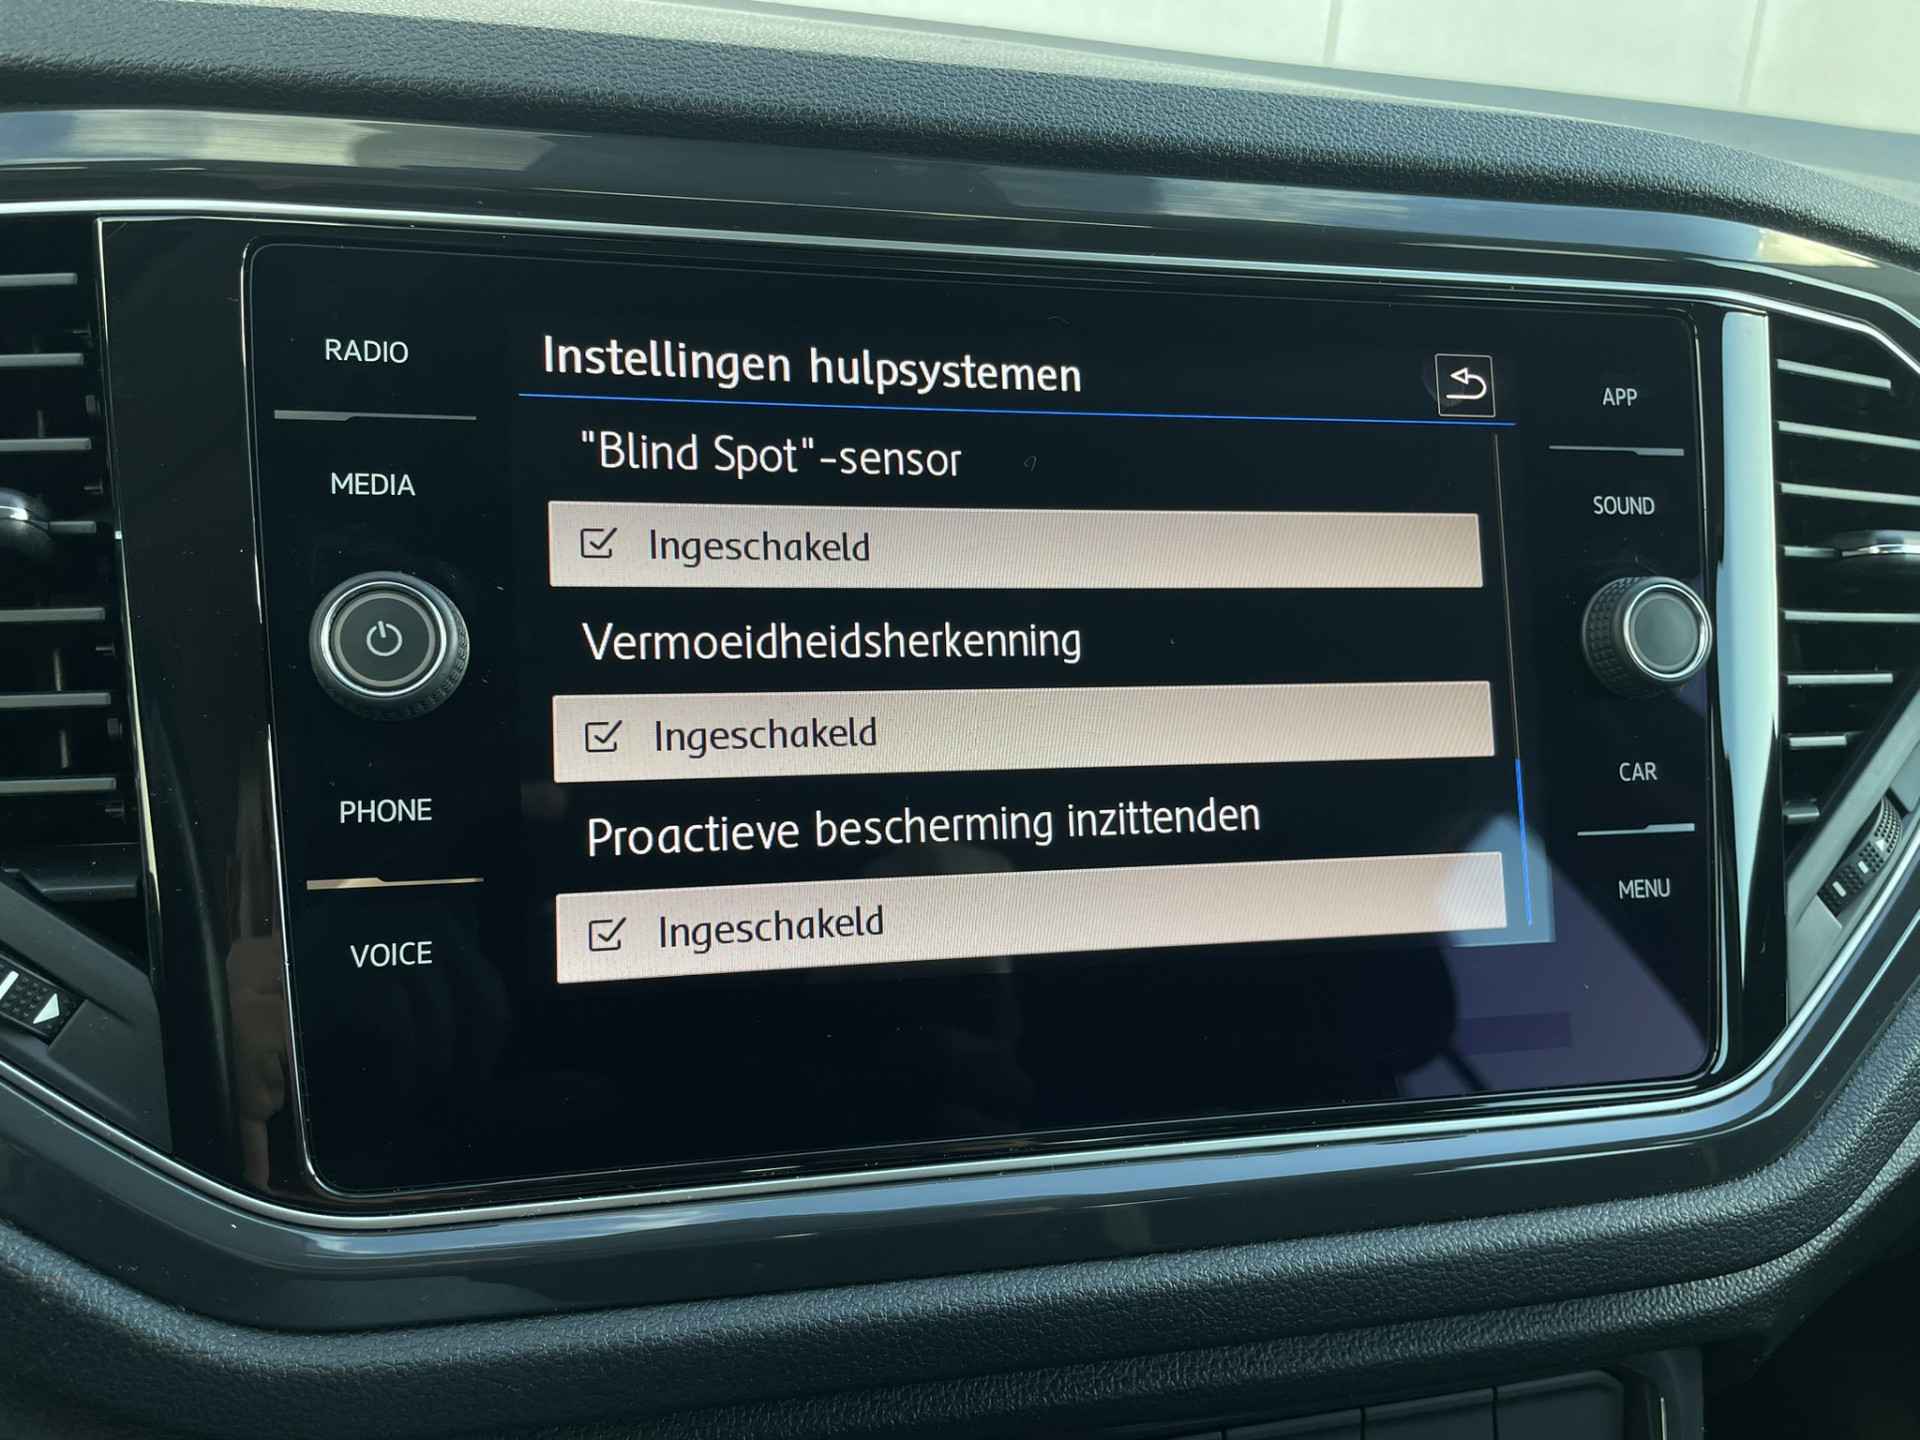 RADIO
MEDIA
PHONE
VOICE
Instellingen hulpsystemen
"Blind Spot"-sensor
Ingeschakeld
Vermoeidheidsherkenning
Ingeschakeld
Proactieve bescherming inzittenden
Ingeschakeld
APP
SOUND
CAR
MENU